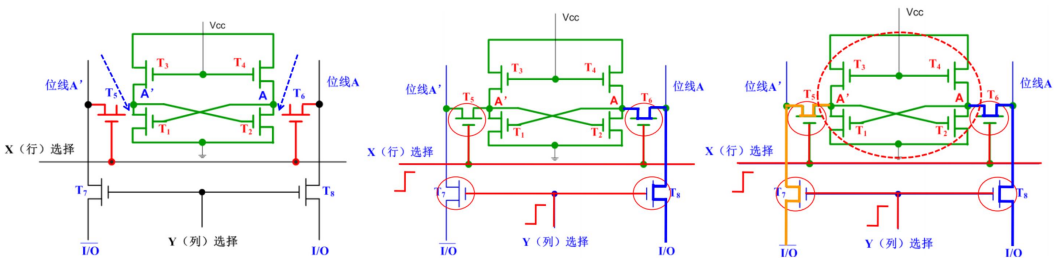 Vcc
T₃ T₄
位线A' 位线A
T₅ A' A T₆
T₁ T₂
X（行）选择
T₇ T₈
Y（列）选择
I/O I/O
Vcc
T₃ T₄
位线A' 位线A
T₅ A' A T₆
T₁ T₂
X（行）选择
T₇ T₈
Y（列）选择
I/O I/O
Vcc
T₃ T₄
位线A' 位线A
T₅ A' A T₆
T₁ T₂
X（行）选择
T₇ T₈
Y（列）选择
I/O I/O